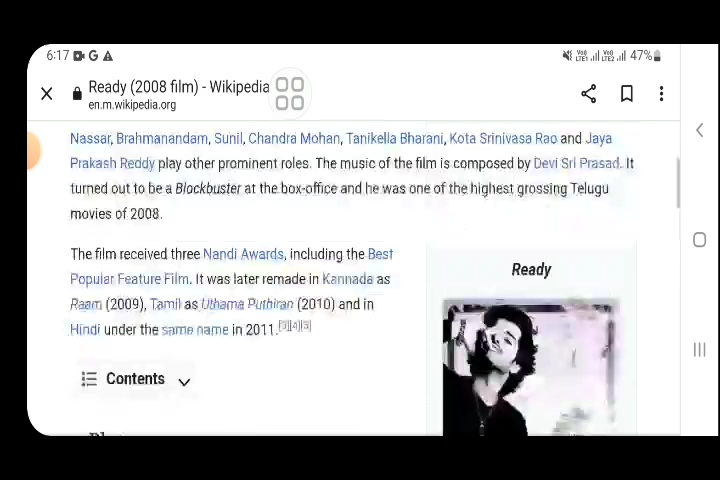 6:17
47%
Ready (2008 film) - Wikipedia
en.m.wikipedia.org
Nassar, Brahmanandam, Sunil, Chandra Mohan, Tanikella Bharani, Kota Srinivasa Rao and Jaya
Prakash Reddy play other prominent roles. The music of the film is composed by Devi Sri Prasad. It
turned out to be a Blockbuster at the box-office and he was one of the highest grossing Telugu
movies of 2008.
The film received three Nandi Awards, including the Best
Popular Feature Film. It was later remade in Kannada as
Raam (2009), Tamil as Uthama Puthiran (2010) and in
Hindi under the same name in 2011.
Ready
Contents